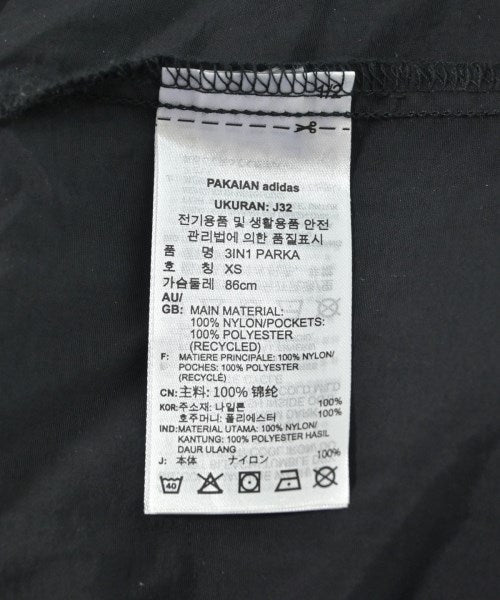 1/2
PAKAIAN adidas
UKURAN: J32
전기용품 및 생활용품 안전
관리법에 의한 품질표시
품 명 3IN1 PARKA
호 칭 XS
가슴둘레 86cm
AU/
GB: MAIN MATERIAL:
100% NYLON/POCKETS:
100% POLYESTER
(RECYCLED)
F: MATIERE PRINCIPALE: 100% NYLON/
POCHES: 100% POLYESTER
(RECYCLÉ)
CN: 主料: 100% 锦纶
KOR: 주소재: 나일론 100%
호주머니: 폴리에스터 100%
IND: MATERIAL UTAMA: 100% NYLON/
KANTUNG: 100% POLYESTER HASIL
DAUR ULANG
J: 本体 ナイロン 100%
40